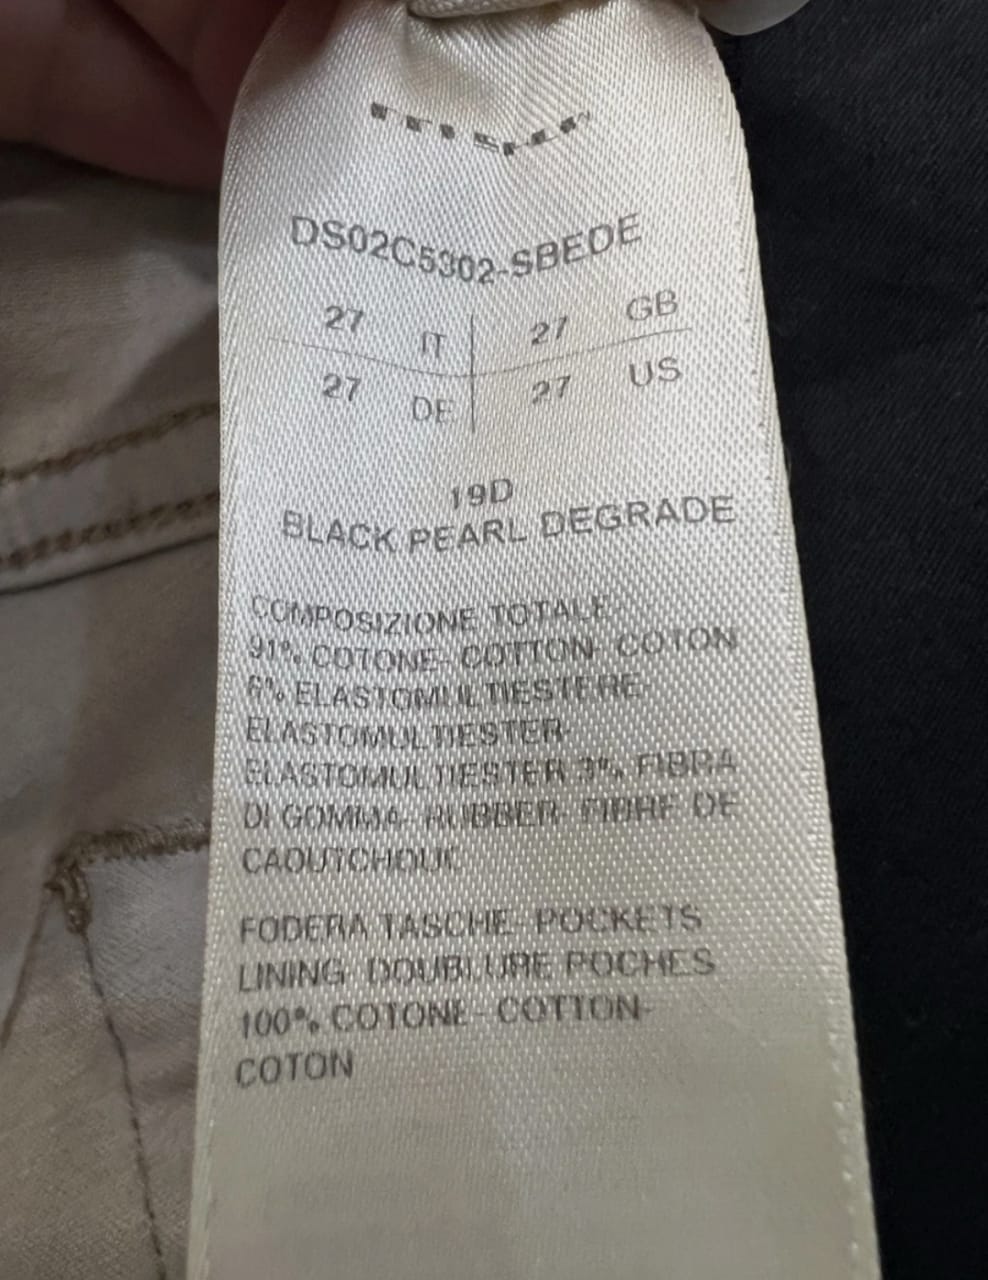 DS02C5302-SBEDE
27 IT 27 GB
27 DE 27 US
19D
BLACK PEARL DEGRADE
COMPOSIZIONE TOTALE
91% COTONE- COTTON- COTON
6% ELASTOMULTIESTERE-
ELASTOMULTIESTER-
ELASTOMULTIESTER 3% FIBRA
DI GOMMA- RUBBER- FIBRE DE
CAOUTCHOUC
FODERA TASCHE- POCKETS
LINING- DOUBLURE POCHES
100% COTONE- COTTON-
COTON